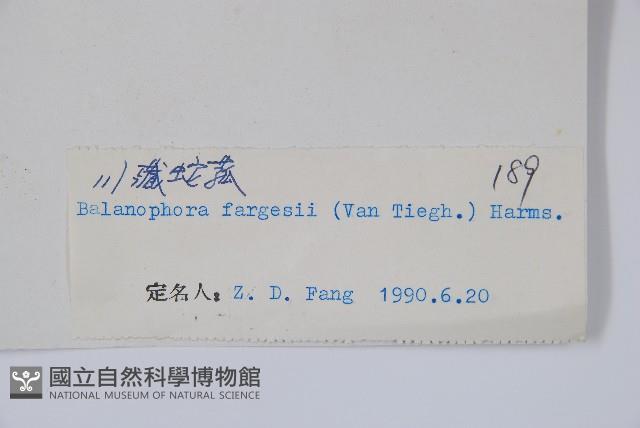 川藏蛇菰 189
Balanophora fargesii (Van Tiegh.) Harms.
定名人: Z. D. Fang 1990.6.20
國立自然科學博物館
NATIONAL MUSEUM OF NATURAL SCIENCE